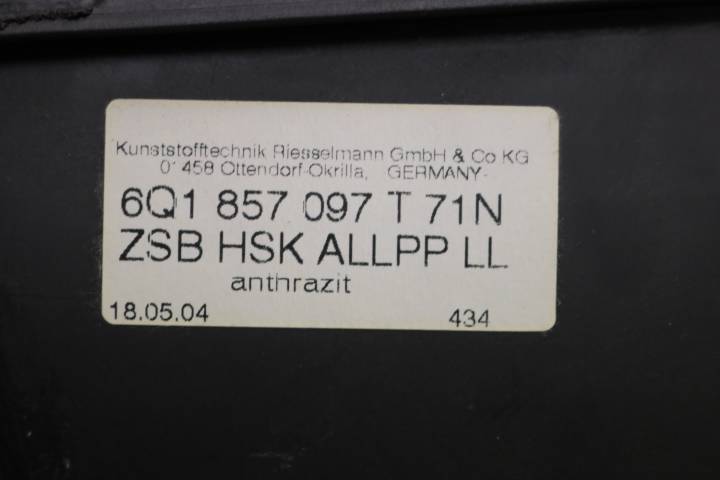 Kunststofftechnik Riesselmann GmbH & Co KG
01458 Ottendorf-Okrilla, GERMANY-
6Q1 857 097 T 71N
ZSB HSK ALLPP LL
anthrazit
18.05.04 434